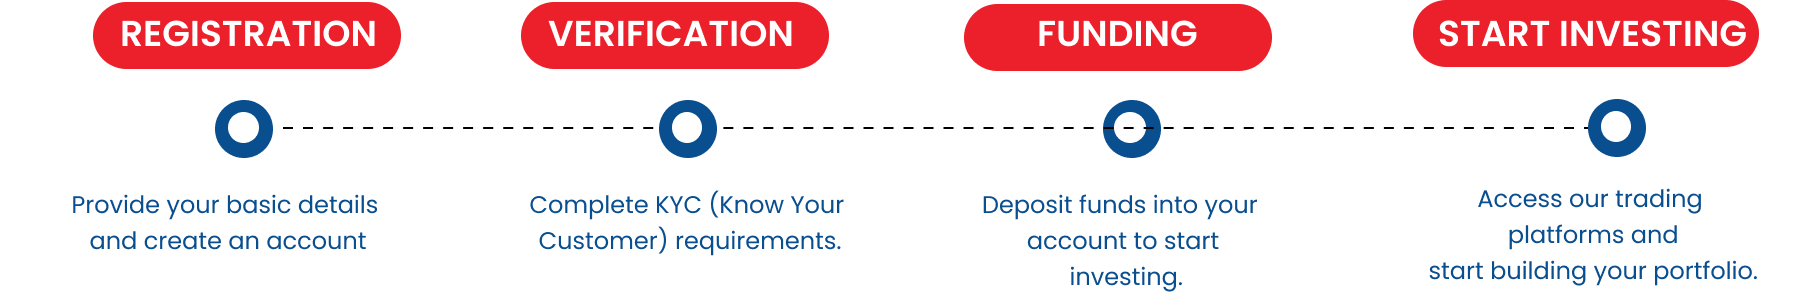 REGISTRATION
Provide your basic details
and create an account
VERIFICATION
Complete KYC (Know Your
Customer) requirements.
FUNDING
Deposit funds into your
account to start
investing.
START INVESTING
Access our trading
platforms and
start building your portfolio.